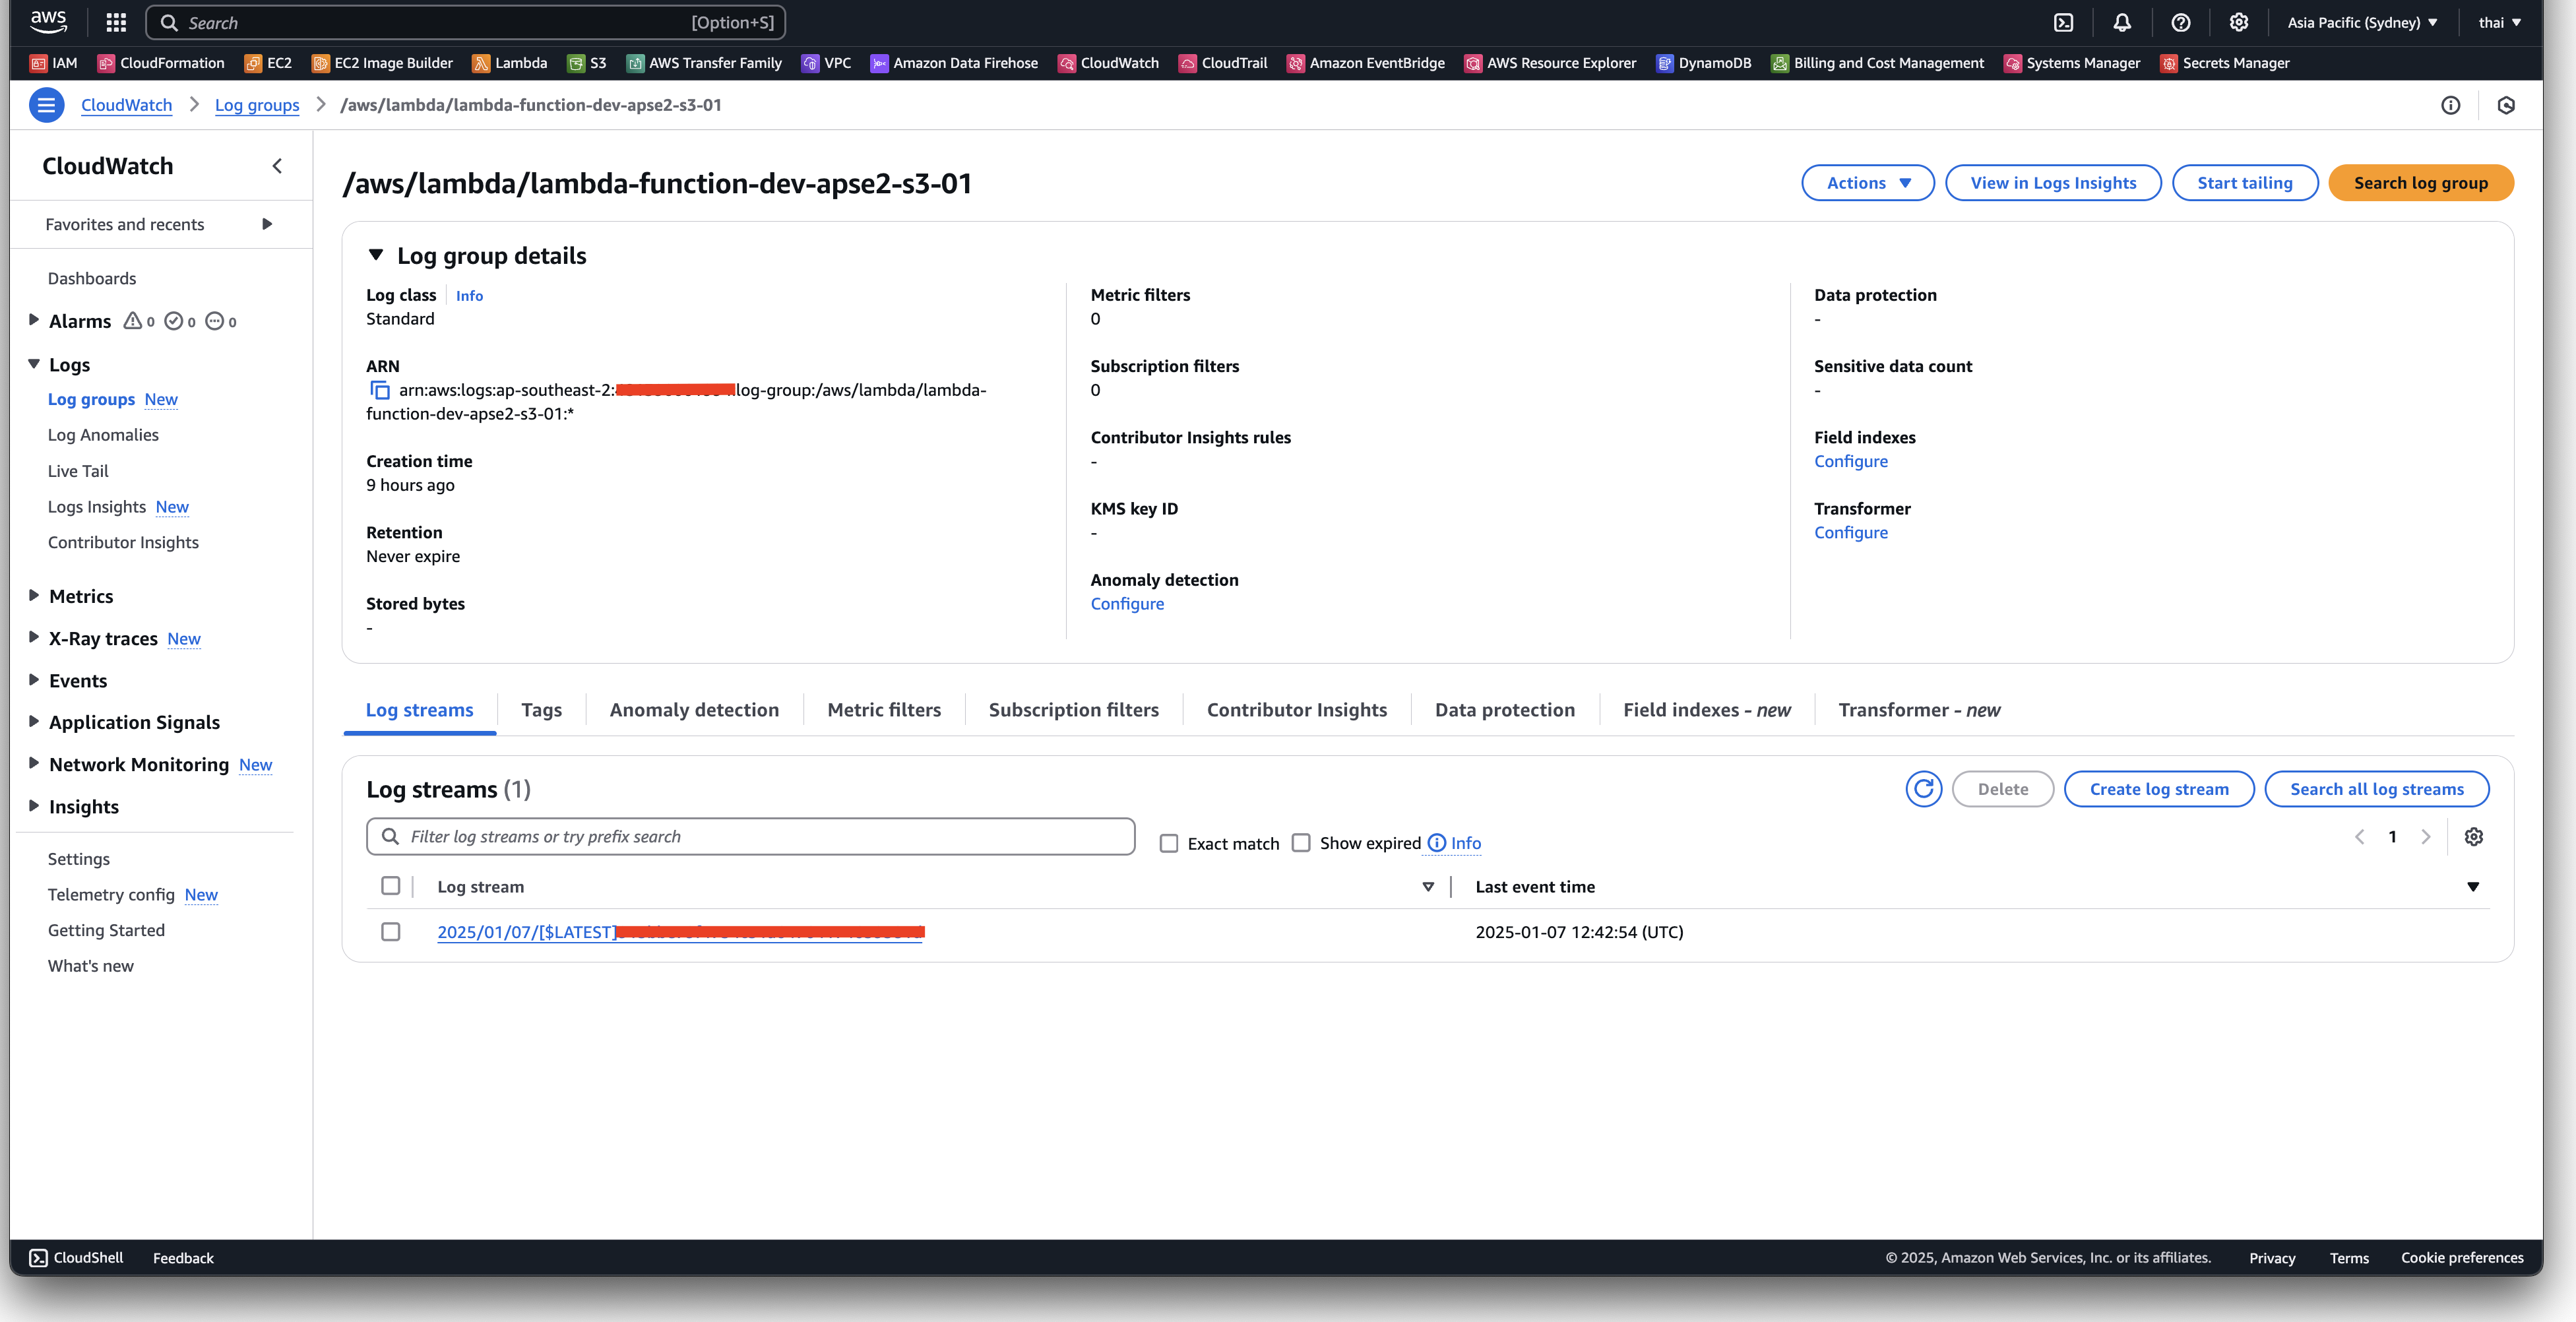 aws
Search [Option+S]
Asia Pacific (Sydney)
thai
IAM CloudFormation EC2 EC2 Image Builder Lambda S3 AWS Transfer Family VPC Amazon Data Firehose CloudWatch CloudTrail Amazon EventBridge AWS Resource Explorer DynamoDB Billing and Cost Management Systems Manager Secrets Manager
CloudWatch > Log groups > /aws/lambda/lambda-function-dev-apse2-s3-01
CloudWatch
Favorites and recents
Dashboards
Alarms 0 0 0
Logs
Log groups New
Log Anomalies
Live Tail
Logs Insights New
Contributor Insights
Metrics
X-Ray traces New
Events
Application Signals
Network Monitoring New
Insights
Settings
Telemetry config New
Getting Started
What's new
/aws/lambda/lambda-function-dev-apse2-s3-01
Actions
View in Logs Insights
Start tailing
Search log group
Log group details
Log class Info
Standard
ARN
arn:aws:logs:ap-southeast-2: log-group:/aws/lambda/lambda-
function-dev-apse2-s3-01:*
Creation time
9 hours ago
Retention
Never expire
Stored bytes
-
Metric filters
0
Subscription filters
0
Contributor Insights rules
-
KMS key ID
-
Anomaly detection
Configure
Data protection
-
Sensitive data count
-
Field indexes
Configure
Transformer
Configure
Log streams Tags Anomaly detection Metric filters Subscription filters Contributor Insights Data protection Field indexes - new Transformer - new
Log streams (1)
Delete
Create log stream
Search all log streams
Filter log streams or try prefix search
Exact match
Show expired
Info
1
Log stream Last event time
2025/01/07/[$LATEST] 2025-01-07 12:42:54 (UTC)
CloudShell Feedback © 2025, Amazon Web Services, Inc. or its affiliates. Privacy Terms Cookie preferences